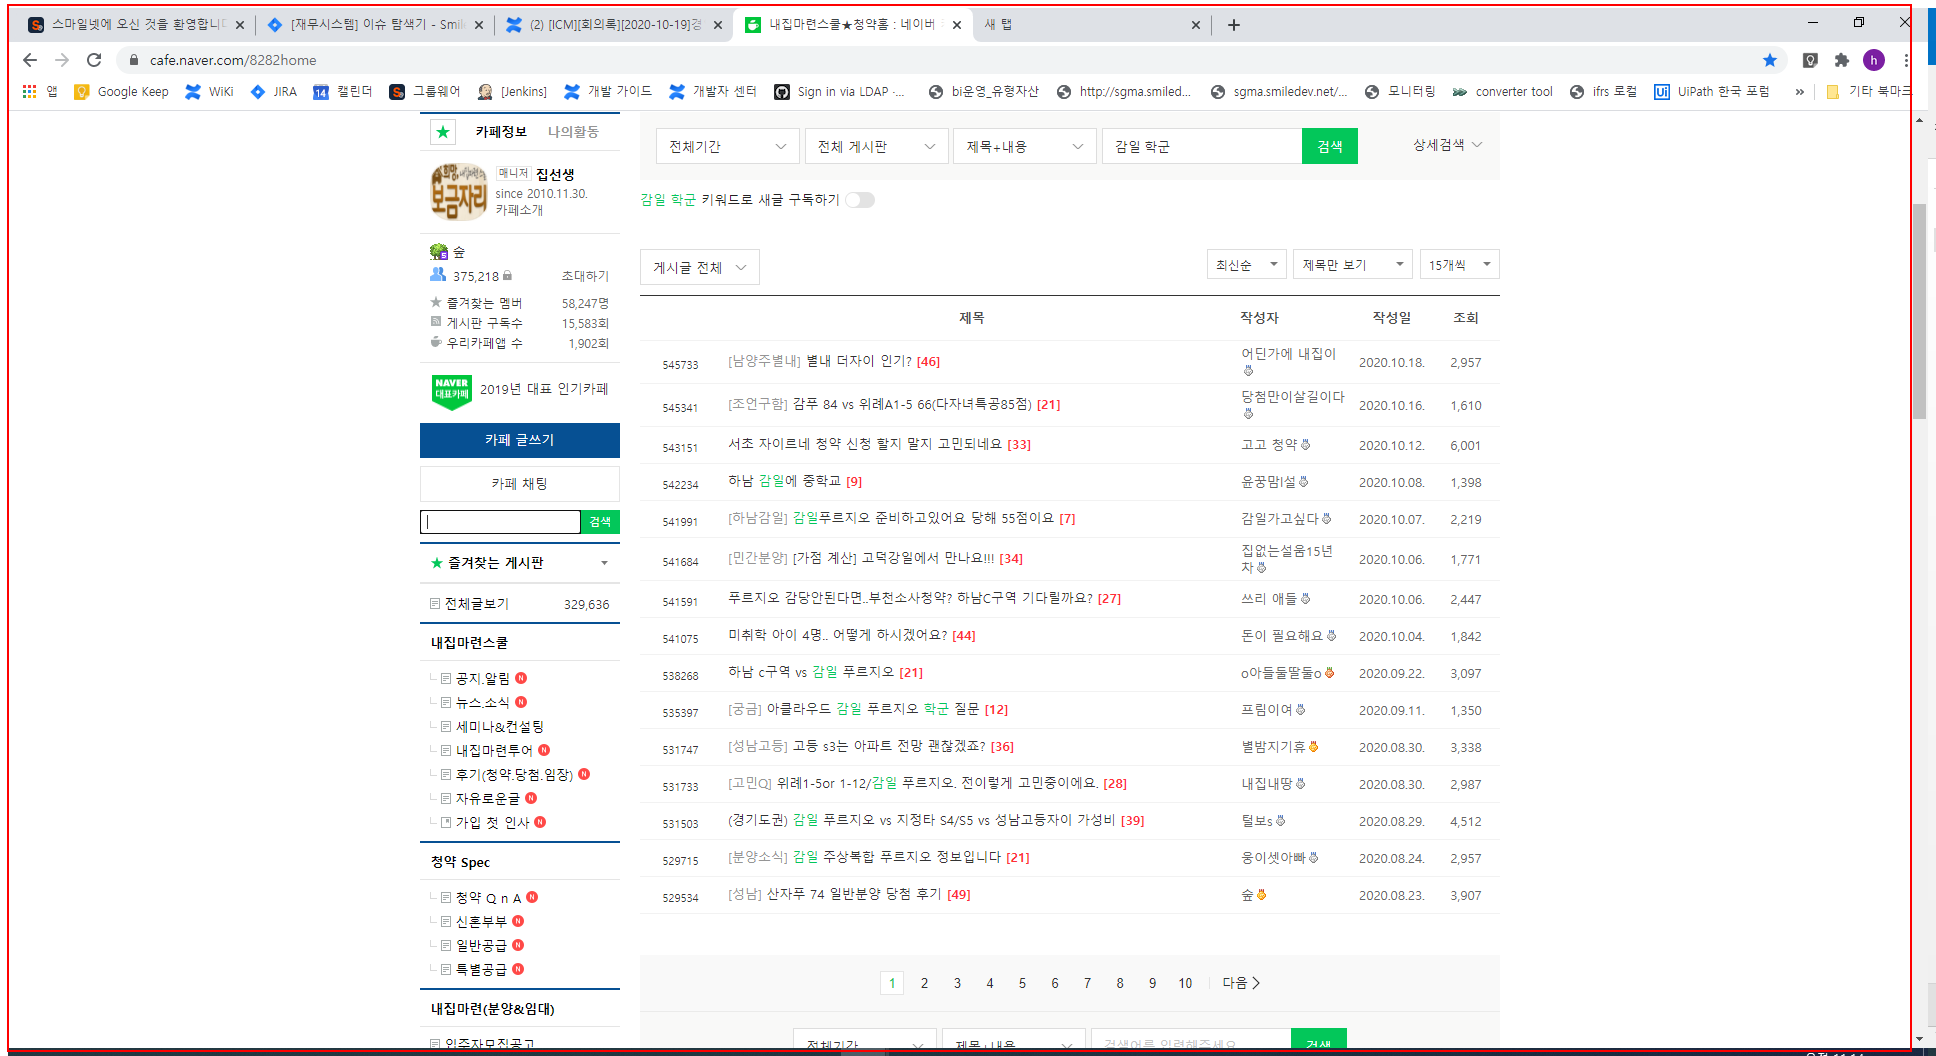 스마일넷에 오신 것을 환영합니다
[재무시스템] 이슈 탐색기 - Smile
(2) [ICM][회의록][2020-10-19]경
내집마련스쿨★청약홈 : 네이버
새 탭
cafe.naver.com/8282home
h
앱
Google Keep
WiKi
JIRA
14
캘린더
그룹웨어
[Jenkins]
개발 가이드
개발자 센터
Sign in via LDAP -...
bi운영_유형자산
http://sgma.smiled...
sgma.smiledev.net/...
모니터링
converter tool
ifrs 로컬
Ui
UiPath 한국 포럼
»
기타 북마크
카페정보 나의활동
희망, 내집마련의
보금자리
매니저 집선생
since 2010.11.30.
카페소개
숲
375,218 초대하기
즐겨찾는 멤버 58,247명
게시판 구독수 15,583회
우리카페앱 수 1,902회
NAVER
대표카페
2019년 대표 인기카페
카페 글쓰기
카페 채팅
검색
즐겨찾는 게시판
전체글보기 329,636
내집마련스쿨
공지.알림 N
뉴스.소식 N
세미나&컨설팅
내집마련투어 N
후기(청약.당첨.임장) N
자유로운글 N
가입 첫 인사 N
청약 Spec
청약 Q n A N
신혼부부 N
일반공급 N
특별공급 N
내집마련(분양&임대)
입주자모집공고
전체기간
전체 게시판
제목+내용
감일 학군
검색
상세검색
감일 학군 키워드로 새글 구독하기
게시글 전체
최신순
제목만 보기
15개씩
제목 작성자 작성일 조회
545733 [남양주별내] 별내 더자이 인기? [46] 어딘가에 내집이 2020.10.18. 2,957
545341 [조언구함] 감푸 84 vs 위례A1-5 66(다자녀특공85점) [21] 당첨만이살길이다 2020.10.16. 1,610
543151 서초 자이르네 청약 신청 할지 말지 고민되네요 [33] 고고 청약 2020.10.12. 6,001
542234 하남 감일에 중학교 [9] 윤꿍맘l설 2020.10.08. 1,398
541991 [하남감일] 감일푸르지오 준비하고있어요 당해 55점이요 [7] 감일가고싶다 2020.10.07. 2,219
541684 [민간분양] [가점 계산] 고덕강일에서 만나요!!! [34] 집없는설움15년차 2020.10.06. 1,771
541591 푸르지오 감당안된다면..부천소사청약? 하남C구역 기다릴까요? [27] 쓰리 애들 2020.10.06. 2,447
541075 미취학 아이 4명.. 어떻게 하시겠어요? [44] 돈이 필요해요 2020.10.04. 1,842
538268 하남 c구역 vs 감일 푸르지오 [21] o아들둘딸둘o 2020.09.22. 3,097
535397 [궁금] 아클라우드 감일 푸르지오 학군 질문 [12] 프림이여 2020.09.11. 1,350
531747 [성남고등] 고등 s3는 아파트 전망 괜찮겠죠? [36] 별밤지기휴 2020.08.30. 3,338
531733 [고민Q] 위례1-5or 1-12/감일 푸르지오. 전이렇게 고민중이에요. [28] 내집내땅 2020.08.30. 2,987
531503 (경기도권) 감일 푸르지오 vs 지정타 S4/S5 vs 성남고등자이 가성비 [39] 털보s 2020.08.29. 4,512
529715 [분양소식] 감일 주상복합 푸르지오 정보입니다 [21] 웅이셋아빠 2020.08.24. 2,957
529534 [성남] 산자푸 74 일반분양 당첨 후기 [49] 숲 2020.08.23. 3,907
1 2 3 4 5 6 7 8 9 10 다음
전체기간
제목+내용
검색어를 입력해주세요
검색